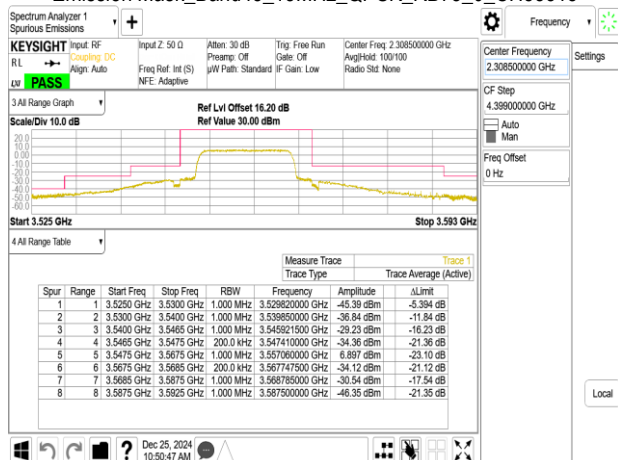 Spectrum Analyzer 1
Spurious Emissions
Frequency
KEYSIGHT Input: RF Input Z: 50 Ω Atten: 30 dB Trig: Free Run Center Freq: 2.308500000 GHz
RL Coupling: DC Preamp: Off Gate: Off Avg|Hold: 100/100
Align: Auto Freq Ref: Int (S) µW Path: Standard IF Gain: Low Radio Std: None
NFE: Adaptive
LXI PASS
Center Frequency
2.308500000 GHz
Settings
CF Step
4.399000000 GHz
Auto
Man
Freq Offset
0 Hz
3 All Range Graph
Ref Lvl Offset 16.20 dB
Scale/Div 10.0 dB Ref Value 30.00 dBm
20.0
10.0
0.00
-10.0
-20.0
-30.0
-40.0
-50.0
-60.0
Start 3.525 GHz Stop 3.593 GHz
4 All Range Table
Measure Trace Trace 1
Trace Type Trace Average (Active)
Spur Range Start Freq Stop Freq RBW Frequency Amplitude ΔLimit
1 1 3.5250 GHz 3.5300 GHz 1.000 MHz 3.529820000 GHz -45.39 dBm -5.394 dB
2 2 3.5300 GHz 3.5400 GHz 1.000 MHz 3.539850000 GHz -36.84 dBm -11.84 dB
3 3 3.5400 GHz 3.5465 GHz 1.000 MHz 3.545921500 GHz -29.23 dBm -16.23 dB
4 4 3.5465 GHz 3.5475 GHz 200.0 kHz 3.547410000 GHz -34.36 dBm -21.36 dB
5 5 3.5475 GHz 3.5675 GHz 1.000 MHz 3.557060000 GHz 6.897 dBm -23.10 dB
6 6 3.5675 GHz 3.5685 GHz 200.0 kHz 3.567747500 GHz -34.12 dBm -21.12 dB
7 7 3.5685 GHz 3.5875 GHz 1.000 MHz 3.568785000 GHz -30.54 dBm -17.54 dB
8 8 3.5875 GHz 3.5925 GHz 1.000 MHz 3.587500000 GHz -46.35 dBm -21.35 dB
Local
Dec 25, 2024
10:50:47 AM